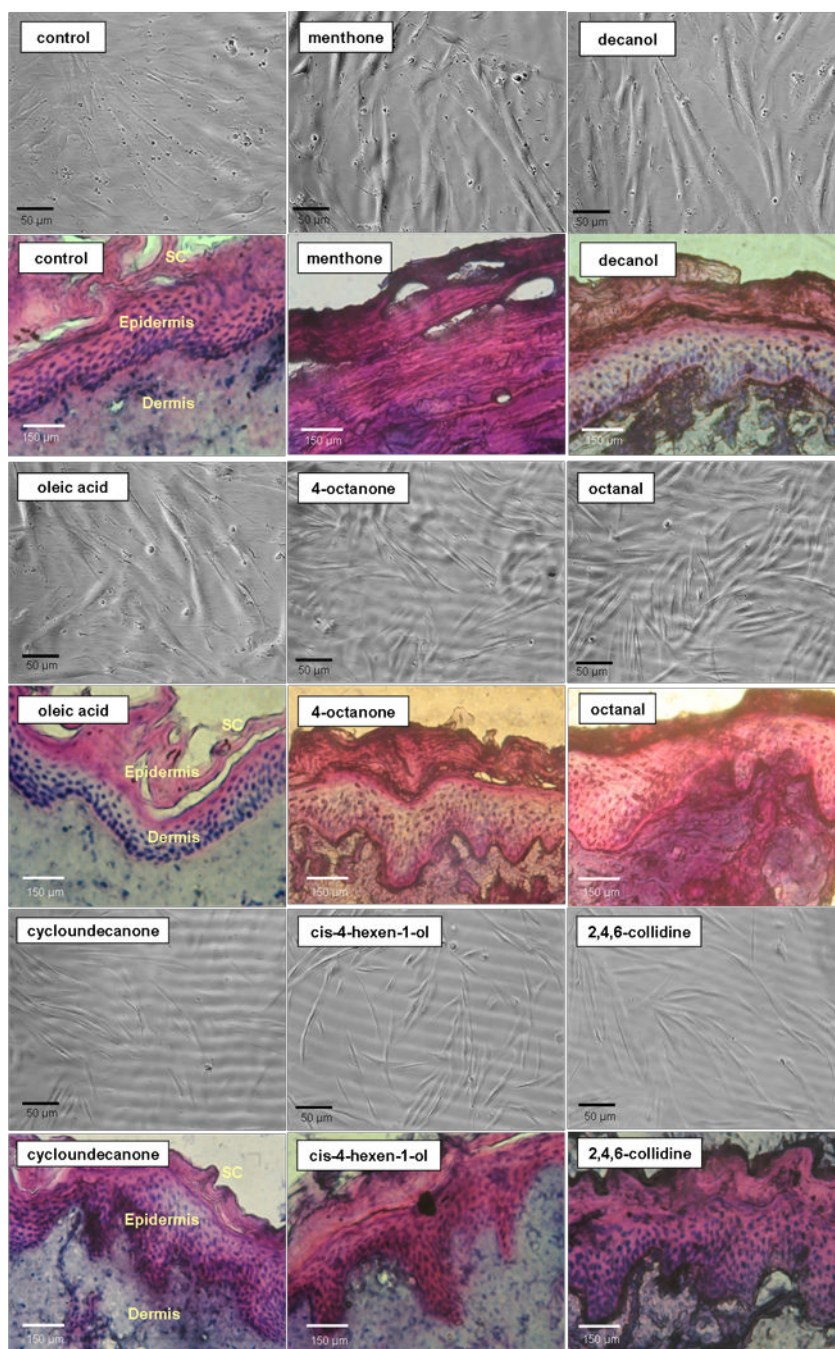 control
menthone
decanol
50 µm
50 µm
50 µm
control
SC
menthone
decanol
Epidermis
Dermis
150 µm
150 µm
150 µm
oleic acid
4-octanone
octanal
50 µm
50 µm
50 µm
oleic acid
SC
4-octanone
octanal
Epidermis
Dermis
150 µm
150 µm
150 µm
cycloundecanone
cis-4-hexen-1-ol
2,4,6-collidine
50 µm
50 µm
50 µm
cycloundecanone
SC
cis-4-hexen-1-ol
2,4,6-collidine
Epidermis
Dermis
150 µm
150 µm
150 µm